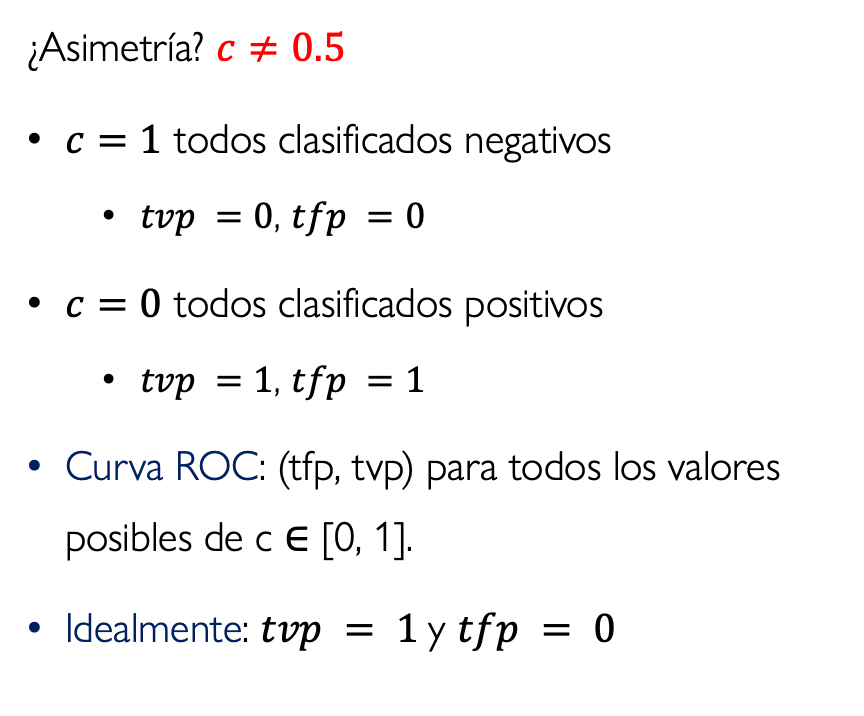 ¿Asimetría? c ≠ 0.5
• c = 1 todos clasificados negativos
• tvp = 0, tfp = 0
• c = 0 todos clasificados positivos
• tvp = 1, tfp = 1
• Curva ROC: (tfp, tvp) para todos los valores
posibles de c ∈ [0, 1].
• Idealmente: tvp = 1 y tfp = 0